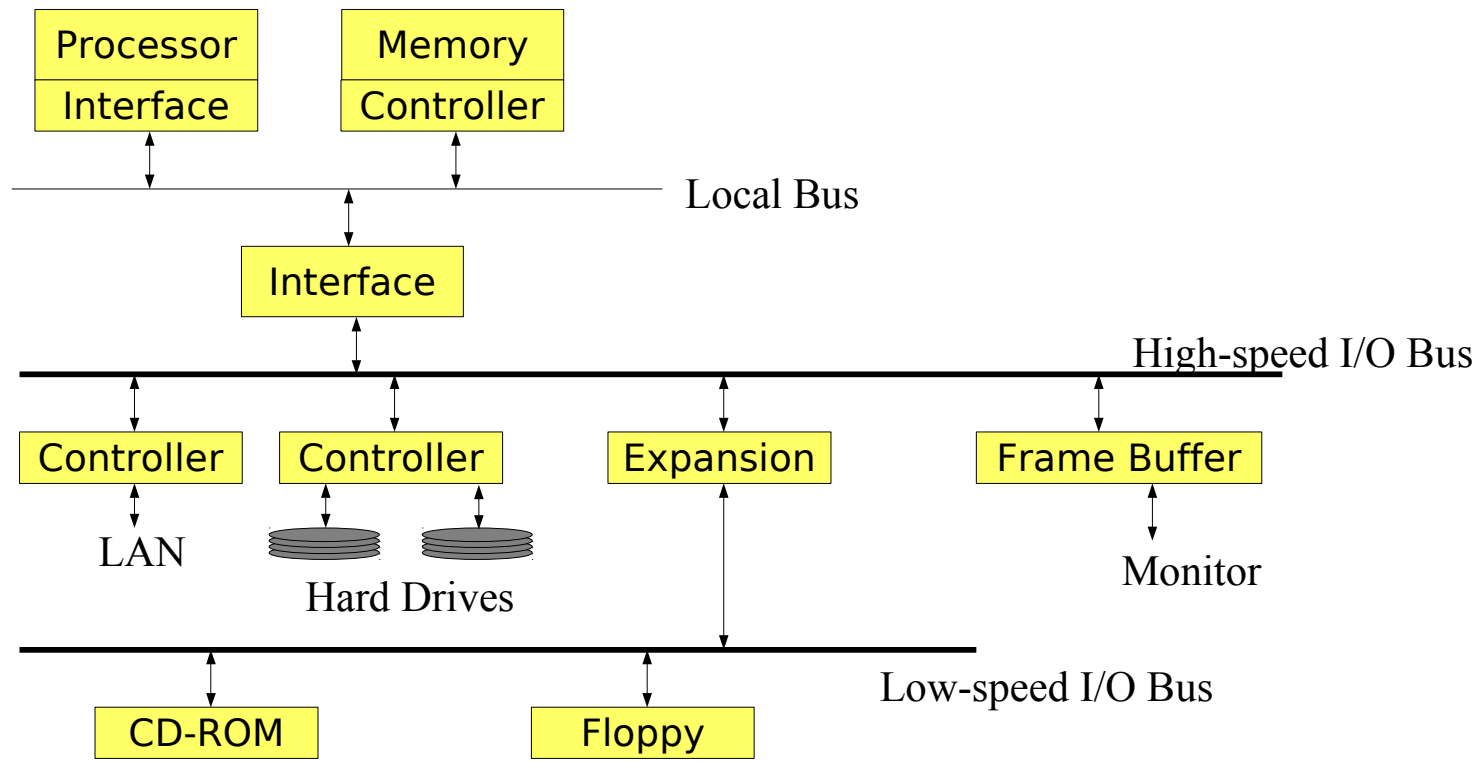 Processor
Interface
Memory
Controller
Local Bus
Interface
High-speed I/O Bus
Controller
Controller
Expansion
Frame Buffer
LAN
Hard Drives
Monitor
Low-speed I/O Bus
CD-ROM
Floppy